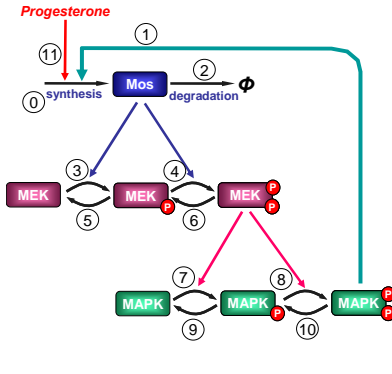 Progesterone
1
11
2
Mos
Φ
0
synthesis
degradation
3
4
MEK
MEK
P
MEK
P
P
5
6
7
8
MAPK
MAPK
P
MAPK
P
P
9
10